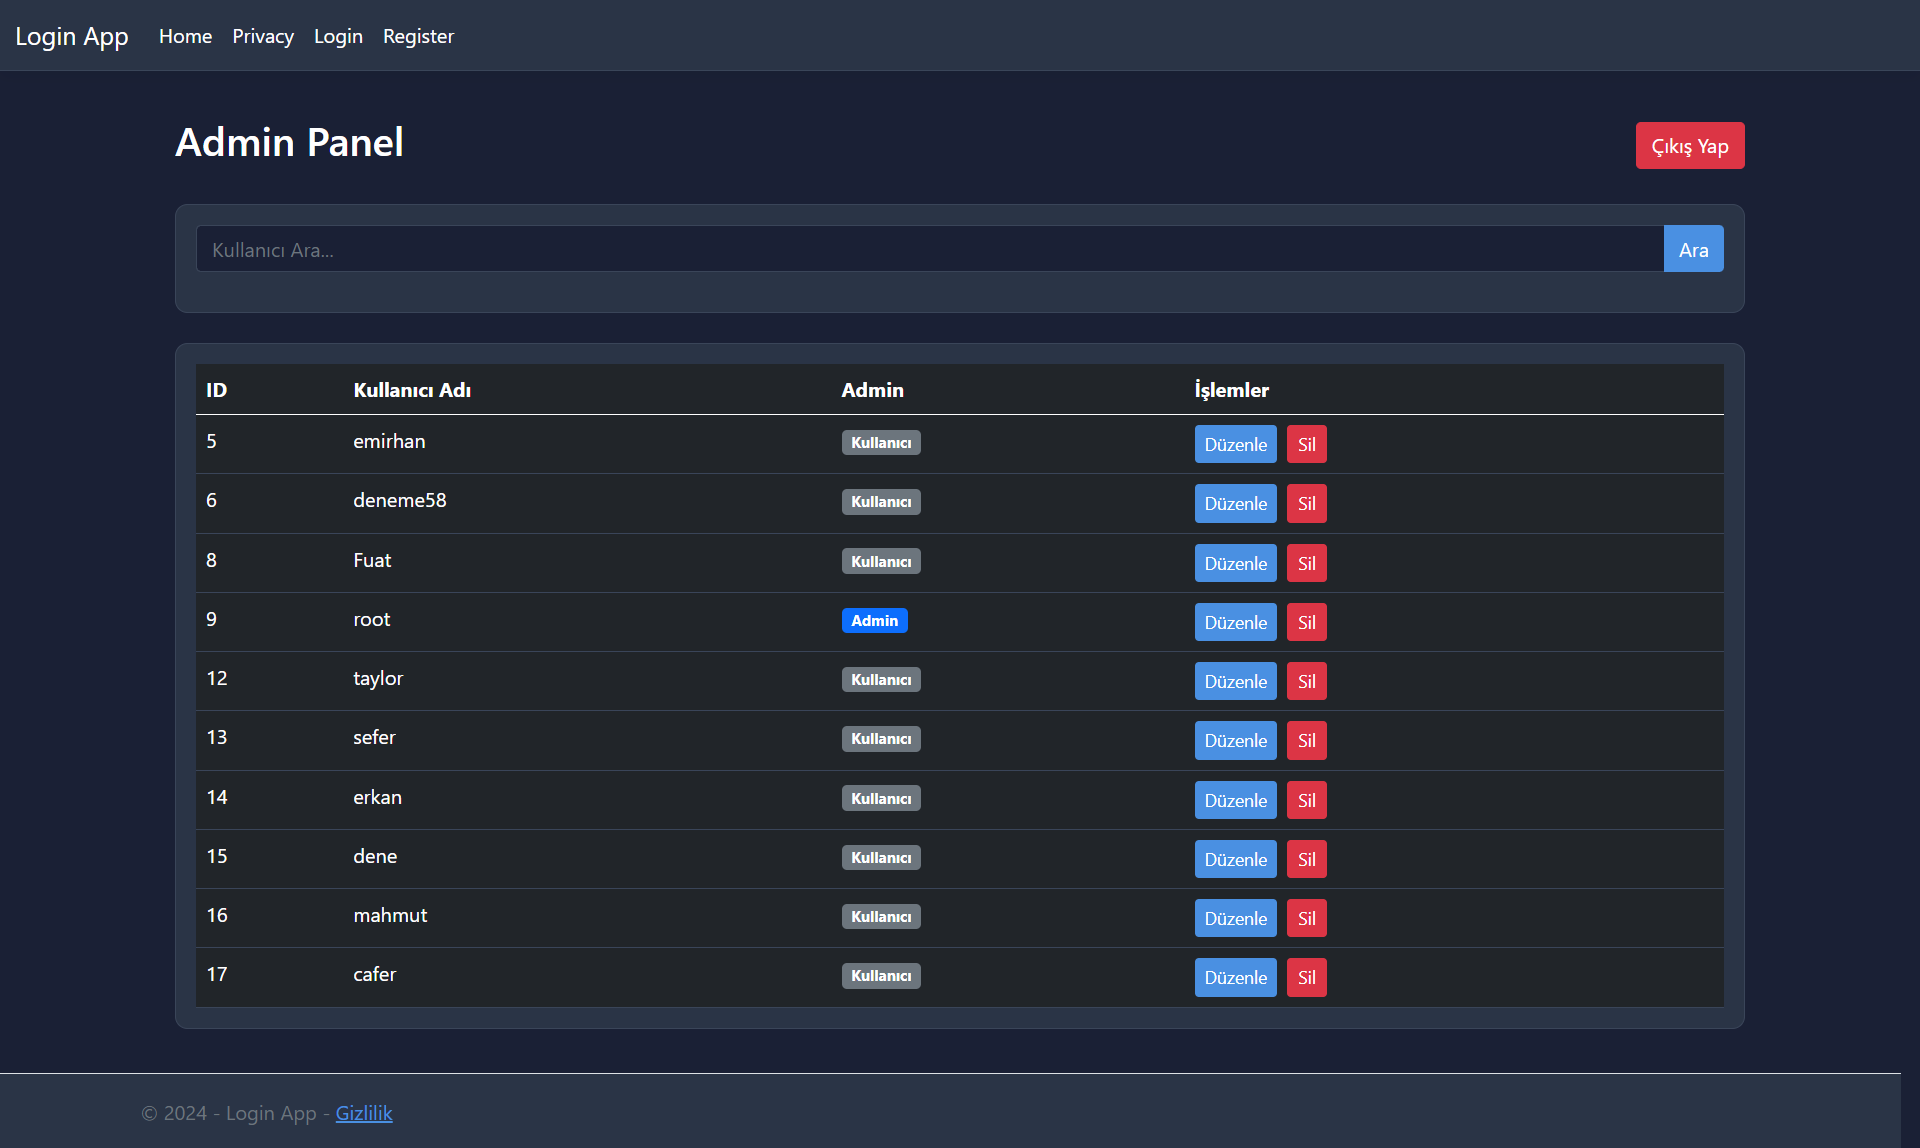 Login App Home Privacy Login Register
Admin Panel Çıkış Yap
Kullanıcı Ara... Ara
ID Kullanıcı Adı Admin İşlemler
5 emirhan Kullanıcı Düzenle Sil
6 deneme58 Kullanıcı Düzenle Sil
8 Fuat Kullanıcı Düzenle Sil
9 root Admin Düzenle Sil
12 taylor Kullanıcı Düzenle Sil
13 sefer Kullanıcı Düzenle Sil
14 erkan Kullanıcı Düzenle Sil
15 dene Kullanıcı Düzenle Sil
16 mahmut Kullanıcı Düzenle Sil
17 cafer Kullanıcı Düzenle Sil
© 2024 - Login App - Gizlilik